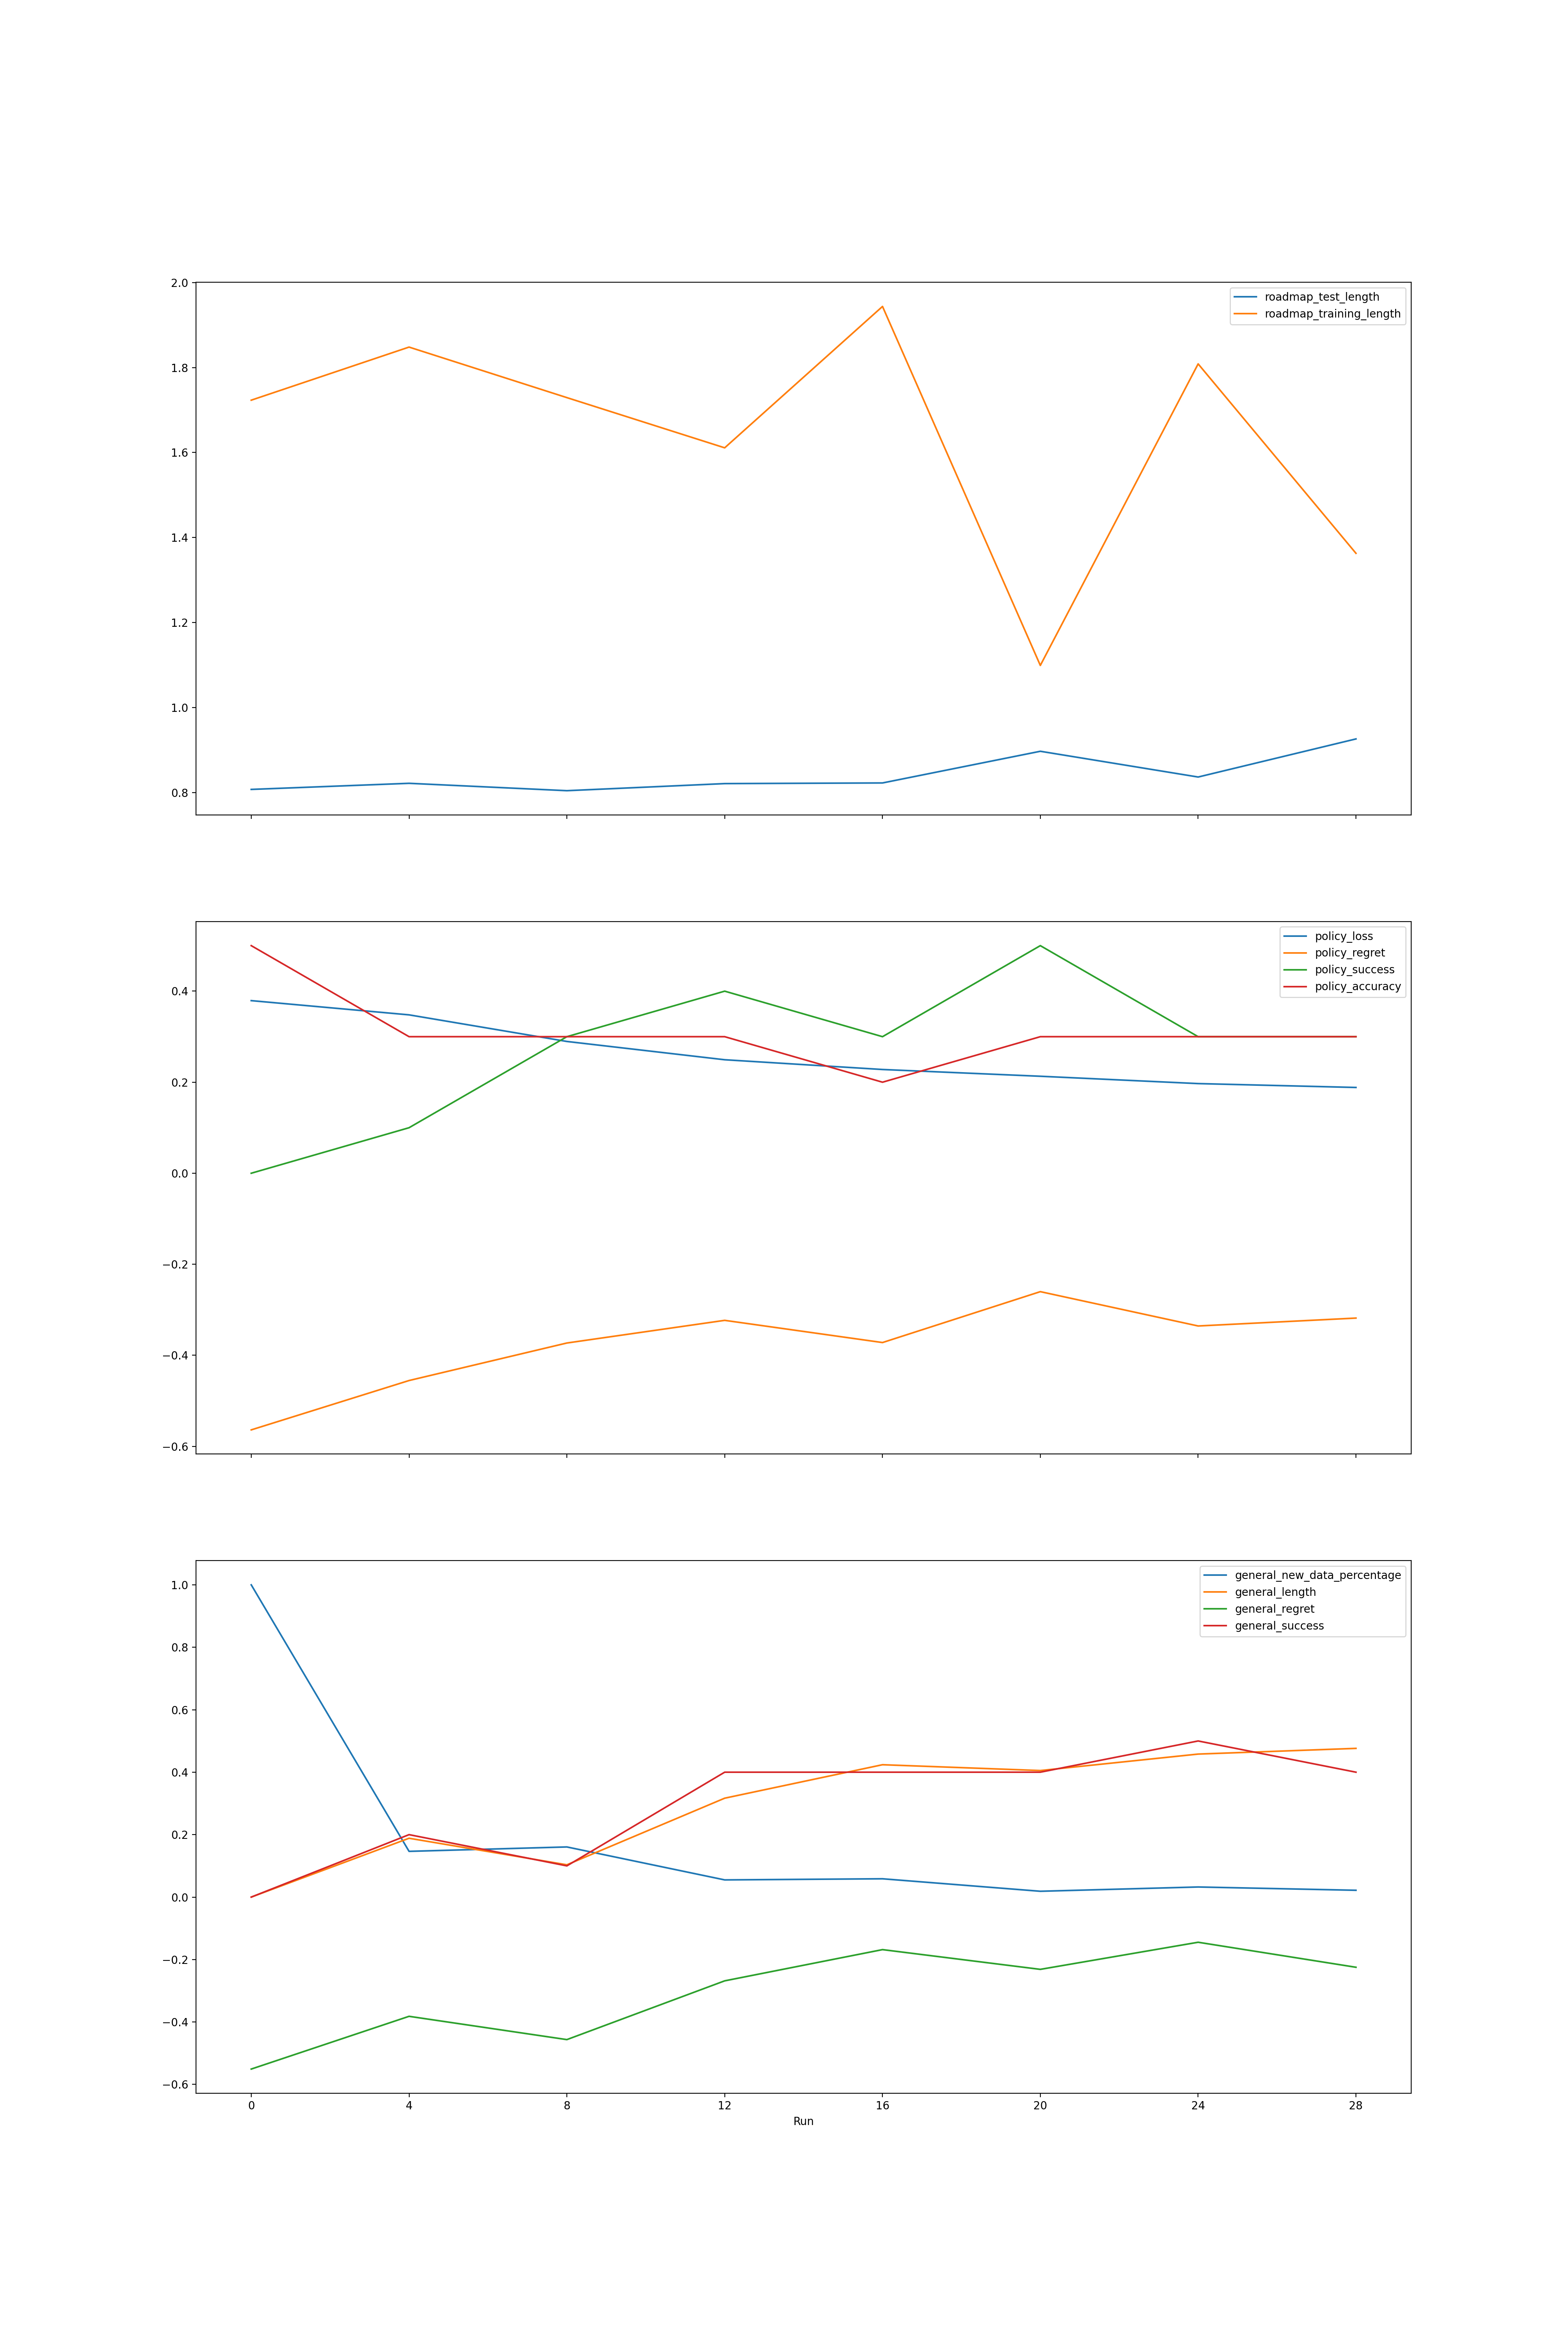 2.0
1.8
1.6
1.4
1.2
1.0
0.8
roadmap_test_length
roadmap_training_length
0.4
0.2
0.0
−0.2
−0.4
−0.6
policy_loss
policy_regret
policy_success
policy_accuracy
1.0
0.8
0.6
0.4
0.2
0.0
−0.2
−0.4
−0.6
general_new_data_percentage
general_length
general_regret
general_success
0 4 8 12 16 20 24 28
Run